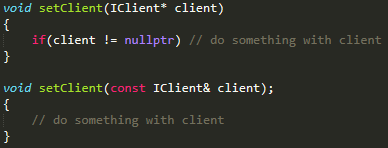 void setClient(IClient* client)
{
    if(client != nullptr) // do something with client
}

void setClient(const IClient& client);
{
    // do something with client
}